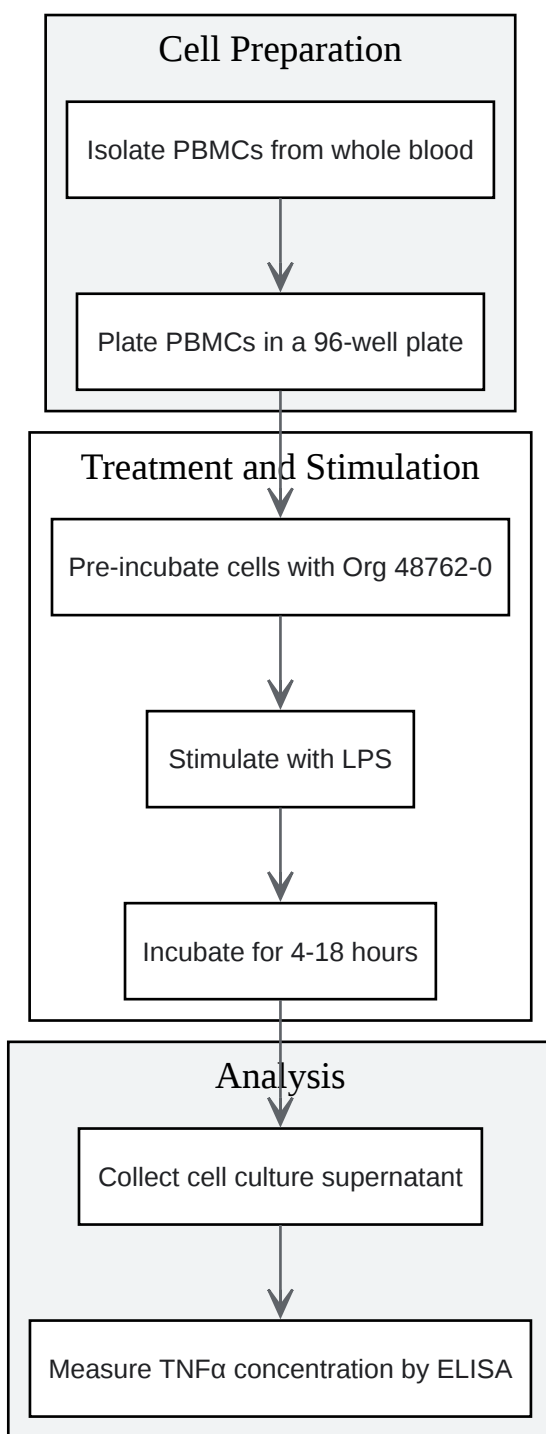 Cell Preparation
Isolate PBMCs from whole blood
Plate PBMCs in a 96-well plate
Treatment and Stimulation
Pre-incubate cells with Org 48762-0
Stimulate with LPS
Incubate for 4-18 hours
Analysis
Collect cell culture supernatant
Measure TNFα concentration by ELISA